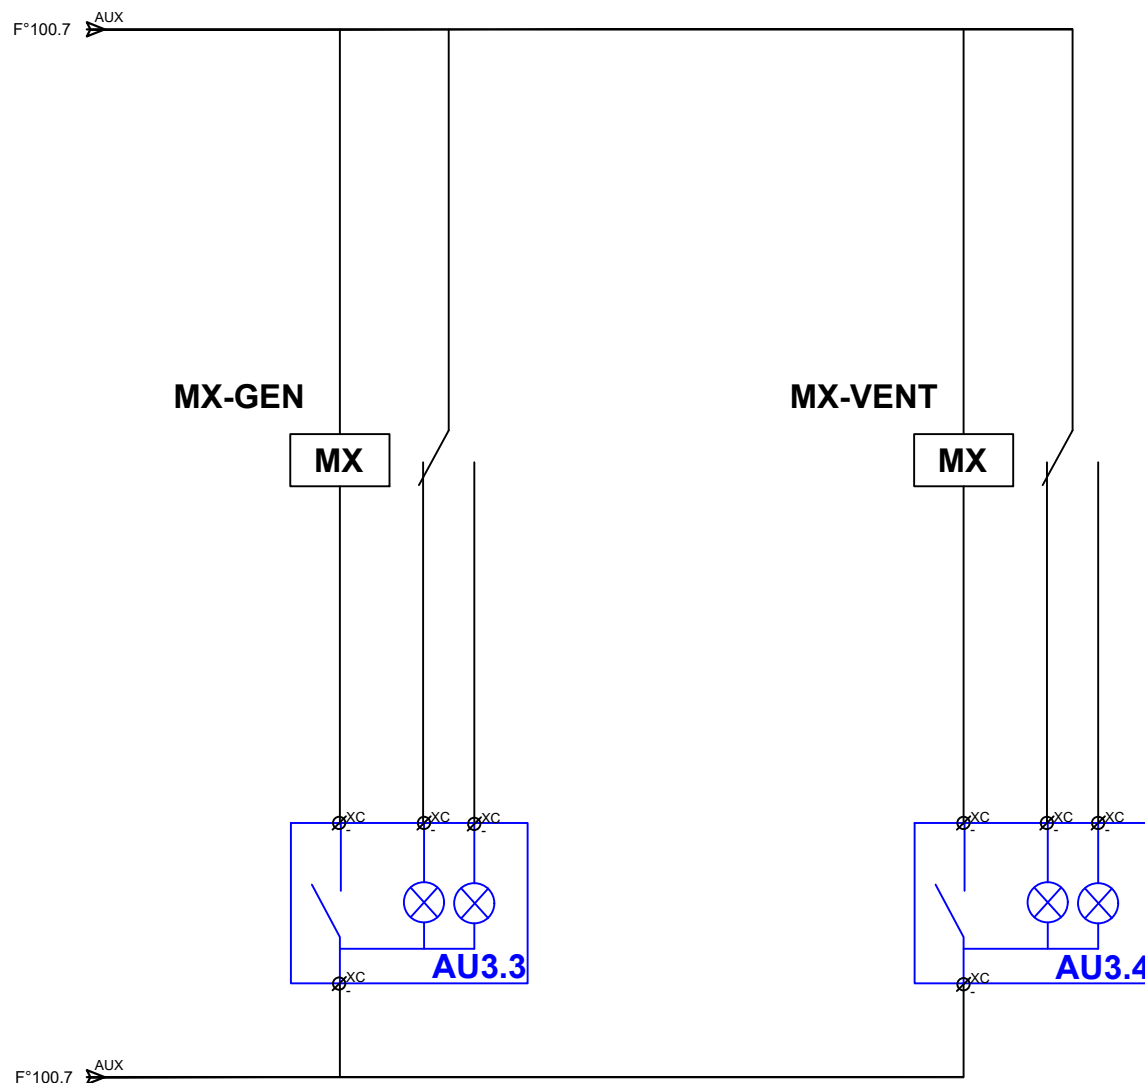 AUX
F°100.7
MX-GEN
MX-VENT
MX
MX
XC
-
XC
-
XC
-
XC
-
XC
-
XC
-
AU3.3
AU3.4
XC
-
XC
-
AUX
F°100.7